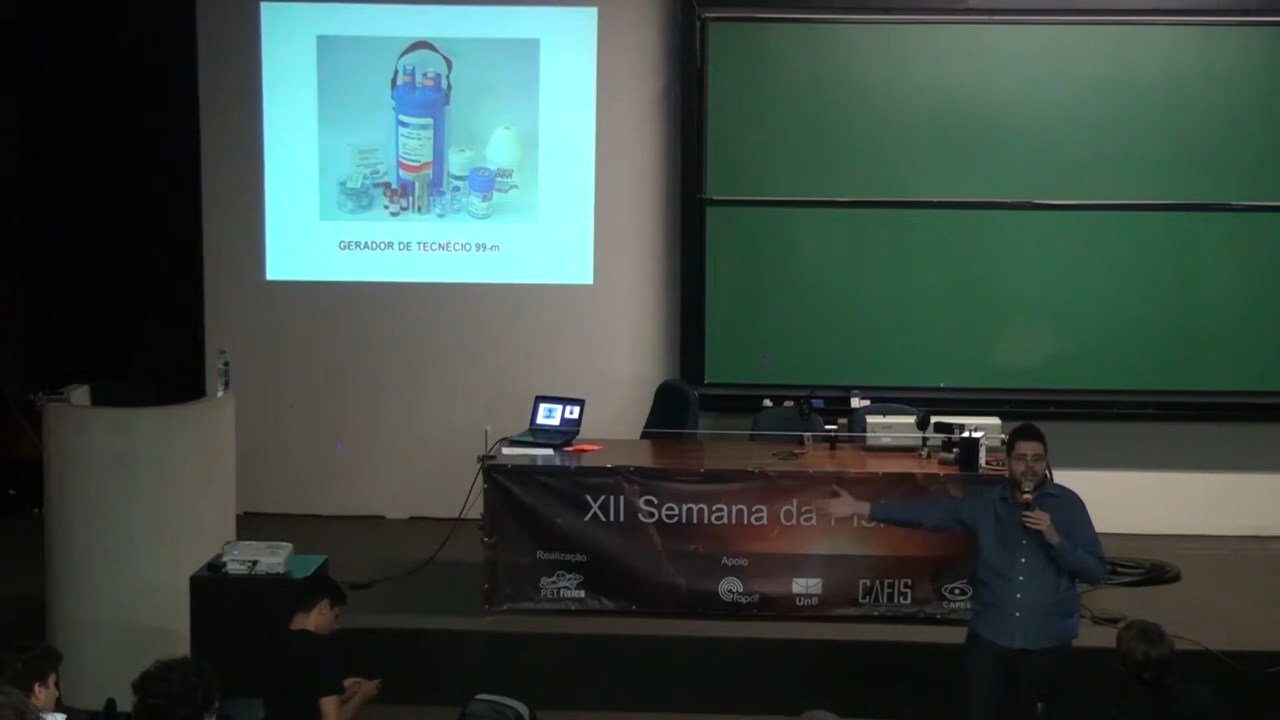 GERADOR DE TECNÉCIO 99-m
XII Semana da
Realização
Apoio
PET Física
fapdf
UnB
CAFIS
CAPES